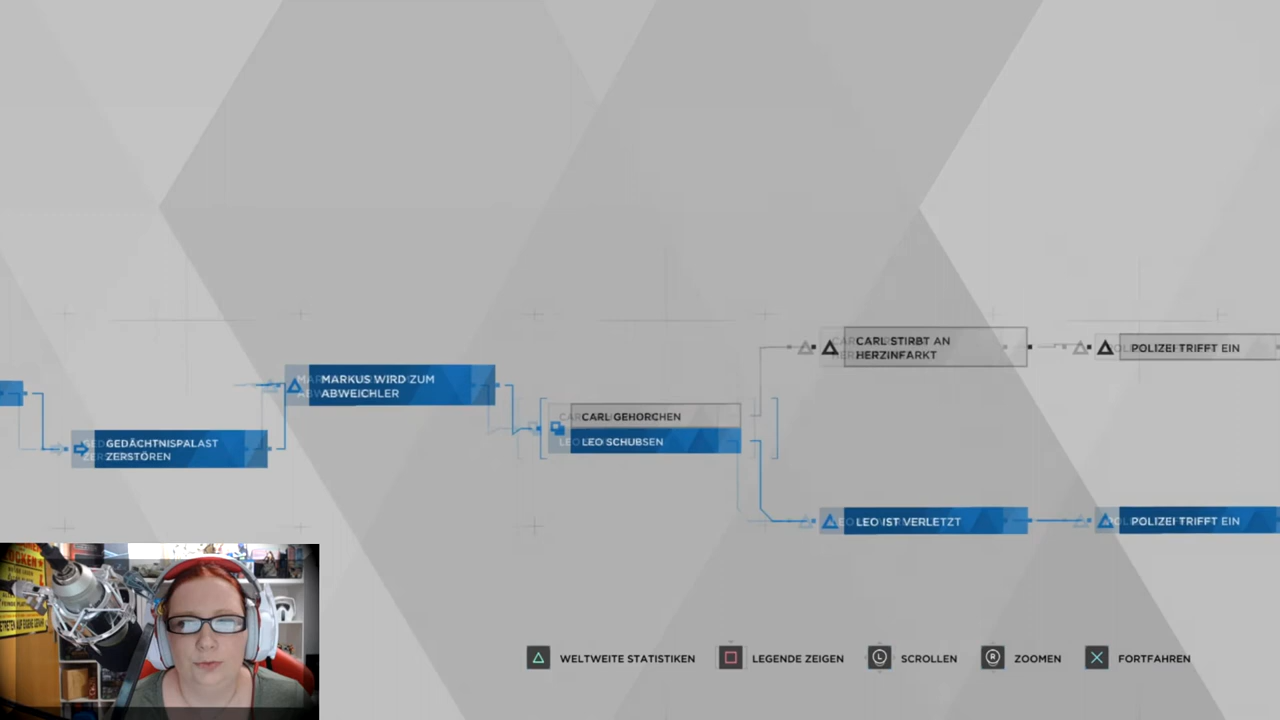 CARL STIRBT AN
HERZINFARKT
POLIZEI TRIFFT EIN
MARKUS WIRD ZUM
ABWEICHLER
CARL GEHORCHEN
LEO SCHUBSEN
GEDÄCHTNISPALAST
ZERSTÖREN
LEO IST VERLETZT
POLIZEI TRIFFT EIN
WELTWEITE STATISTIKEN
LEGENDE ZEIGEN
L
SCROLLEN
R
ZOOMEN
FORTFAHREN